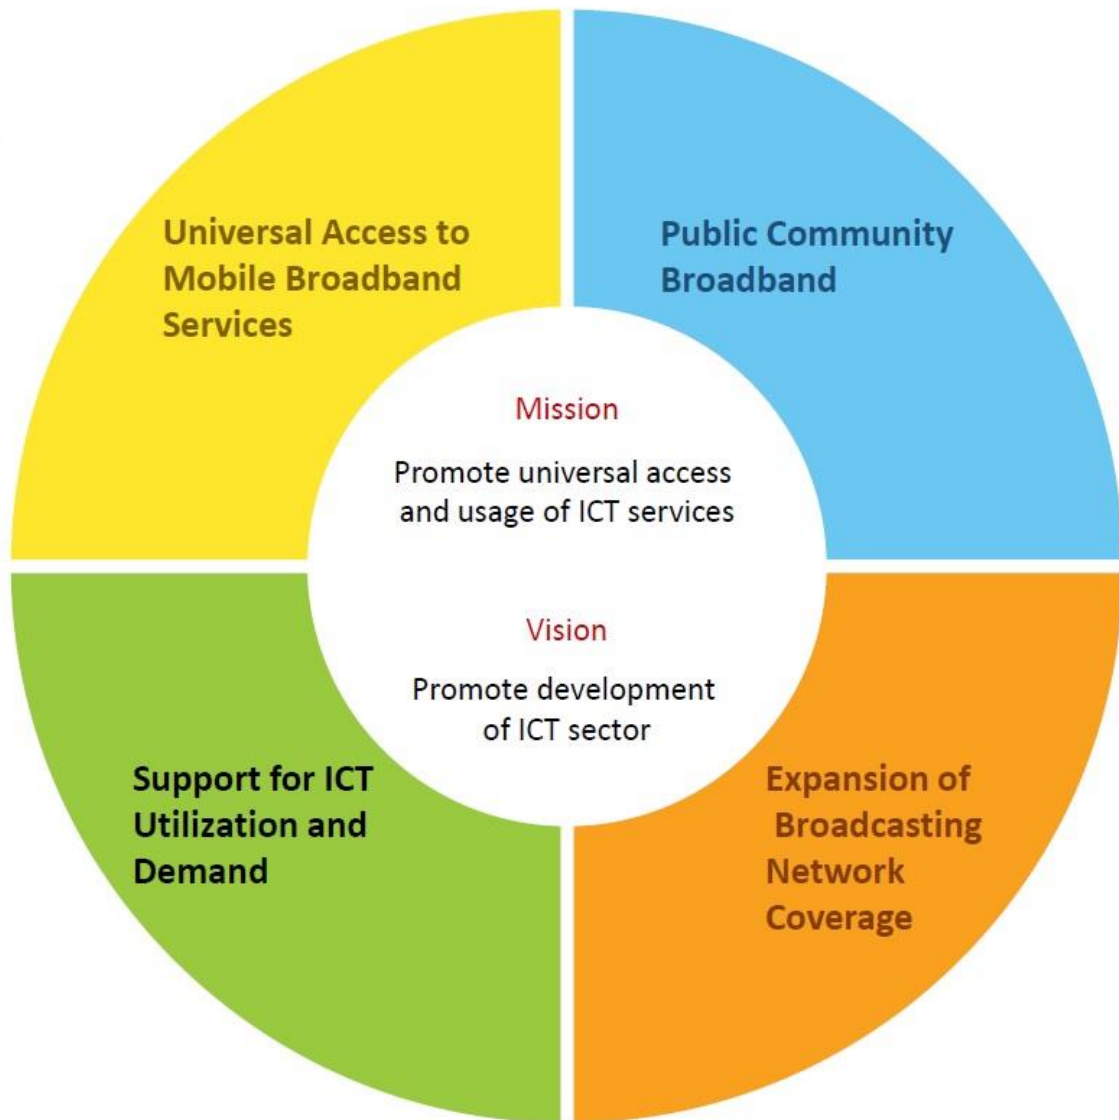 Universal Access to
Mobile Broadband
Services
Public Community
Broadband
Mission
Promote universal access
and usage of ICT services
Vision
Promote development
of ICT sector
Support for ICT
Utilization and
Demand
Expansion of
Broadcasting
Network
Coverage